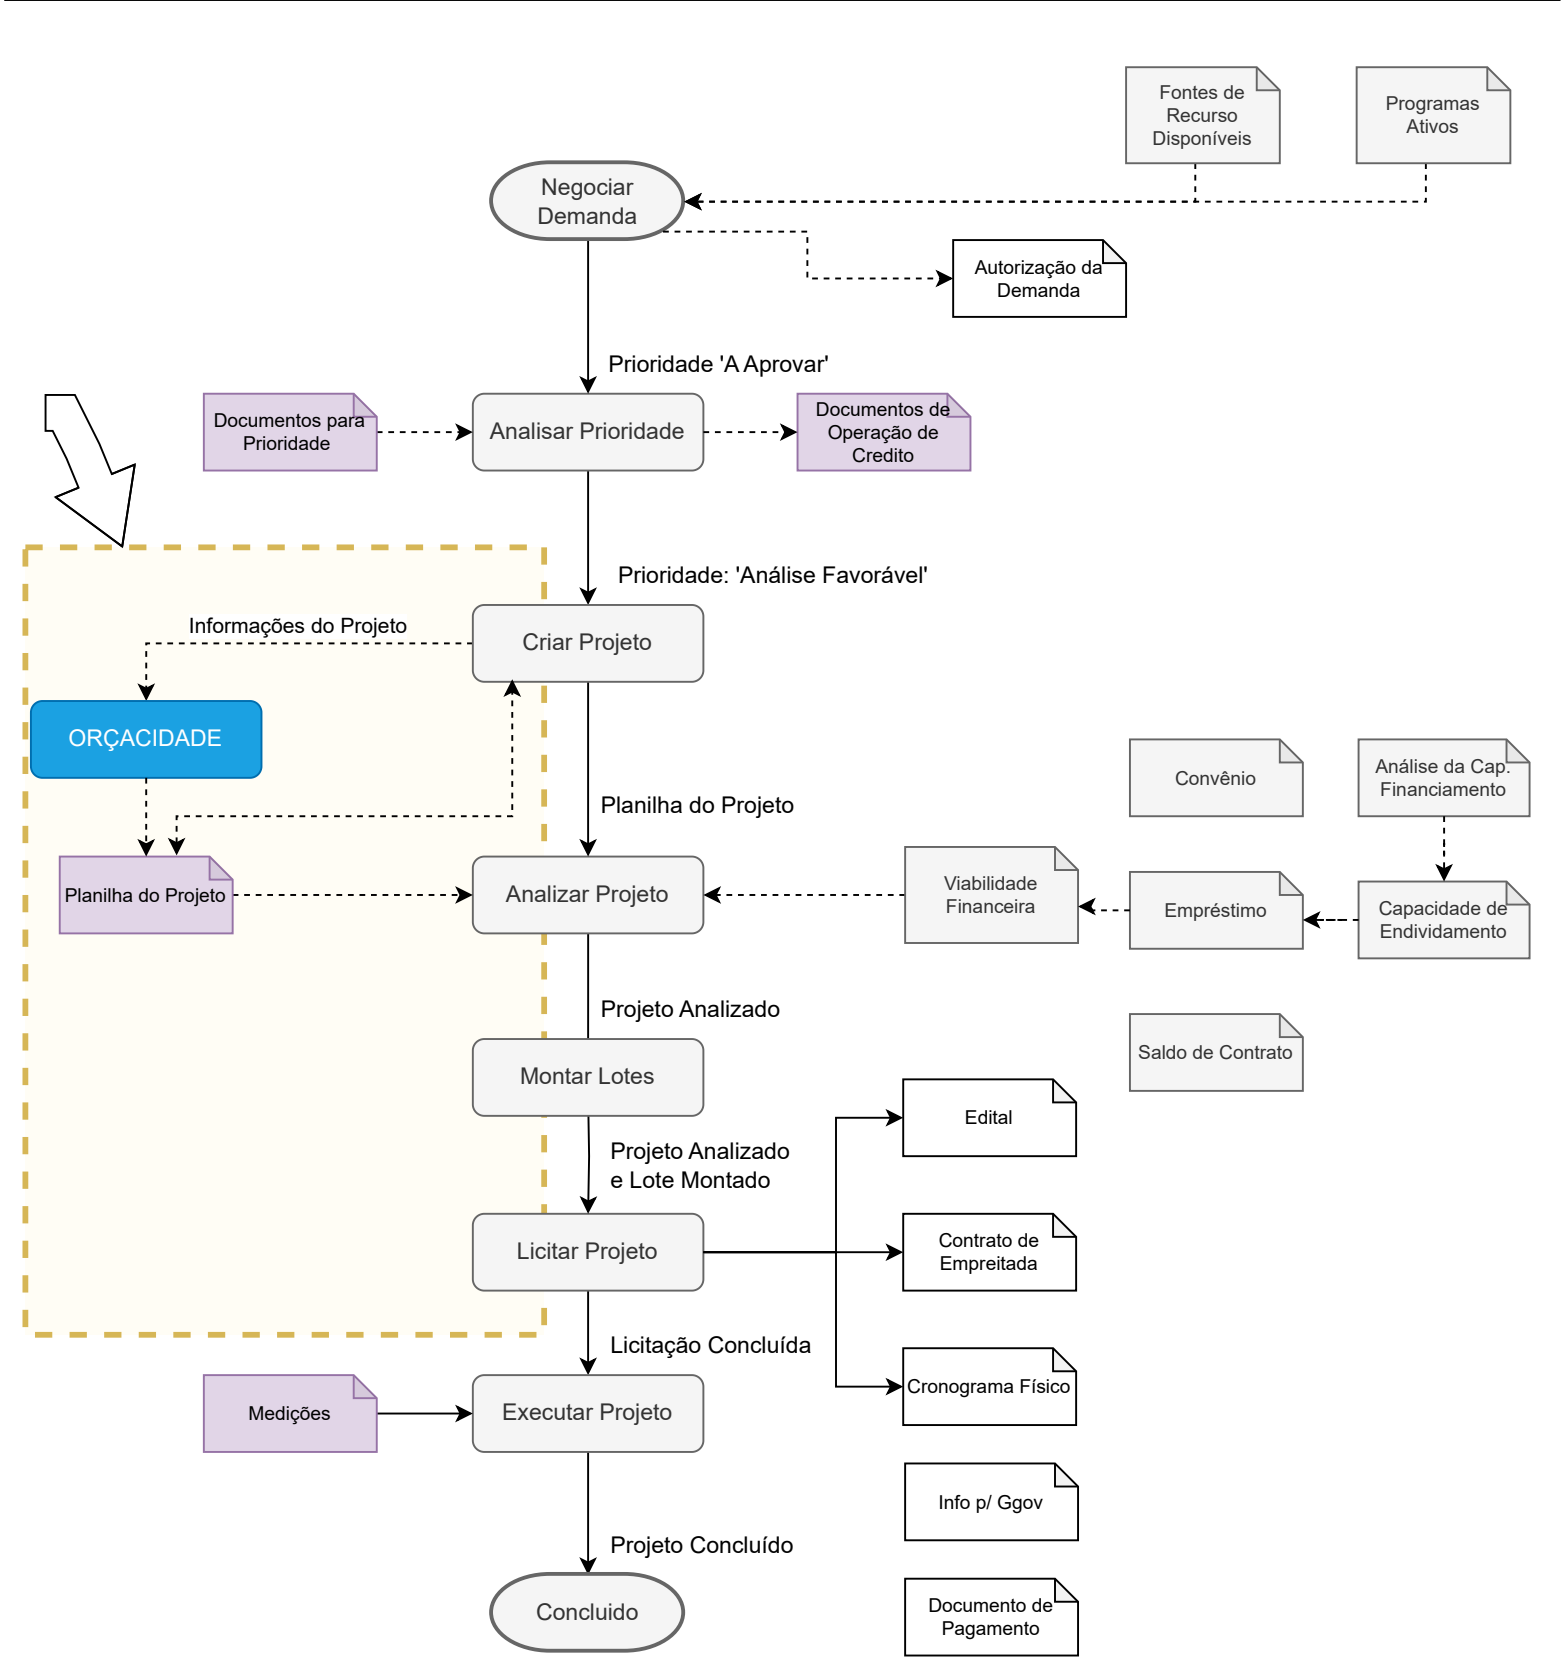 Fontes de
Recurso
Disponíveis
Programas
Ativos
Negociar
Demanda
Autorização da
Demanda
Prioridade 'A Aprovar'
Documentos para
Prioridade
Analisar Prioridade
Documentos de
Operação de
Credito
Prioridade: 'Análise Favorável'
Informações do Projeto
Criar Projeto
ORÇACIDADE
Planilha do Projeto
Convênio
Análise da Cap.
Financiamento
Planilha do Projeto
Analizar Projeto
Viabilidade
Financeira
Empréstimo
Capacidade de
Endividamento
Projeto Analizado
Saldo de Contrato
Montar Lotes
Edital
Projeto Analizado
e Lote Montado
Licitar Projeto
Contrato de
Empreitada
Licitação Concluída
Cronograma Físico
Medições
Executar Projeto
Info p/ Ggov
Projeto Concluído
Concluido
Documento de
Pagamento